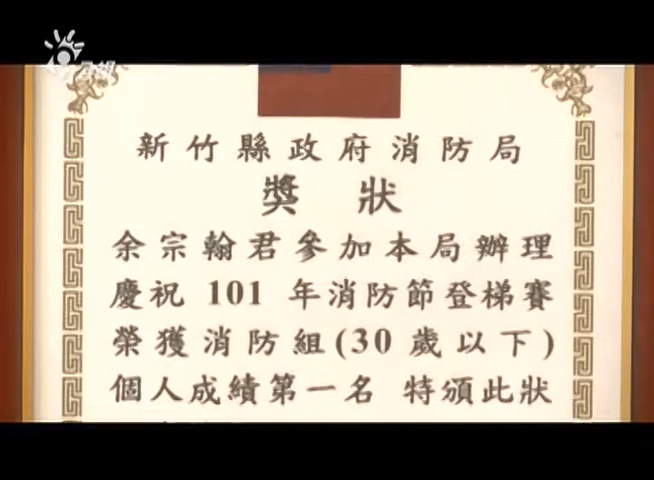 新竹縣政府消防局
獎狀
余宗翰君參加本局辦理
慶祝 101 年消防節登梯賽
榮獲消防組(30 歲以下)
個人成績第一名 特頒此狀